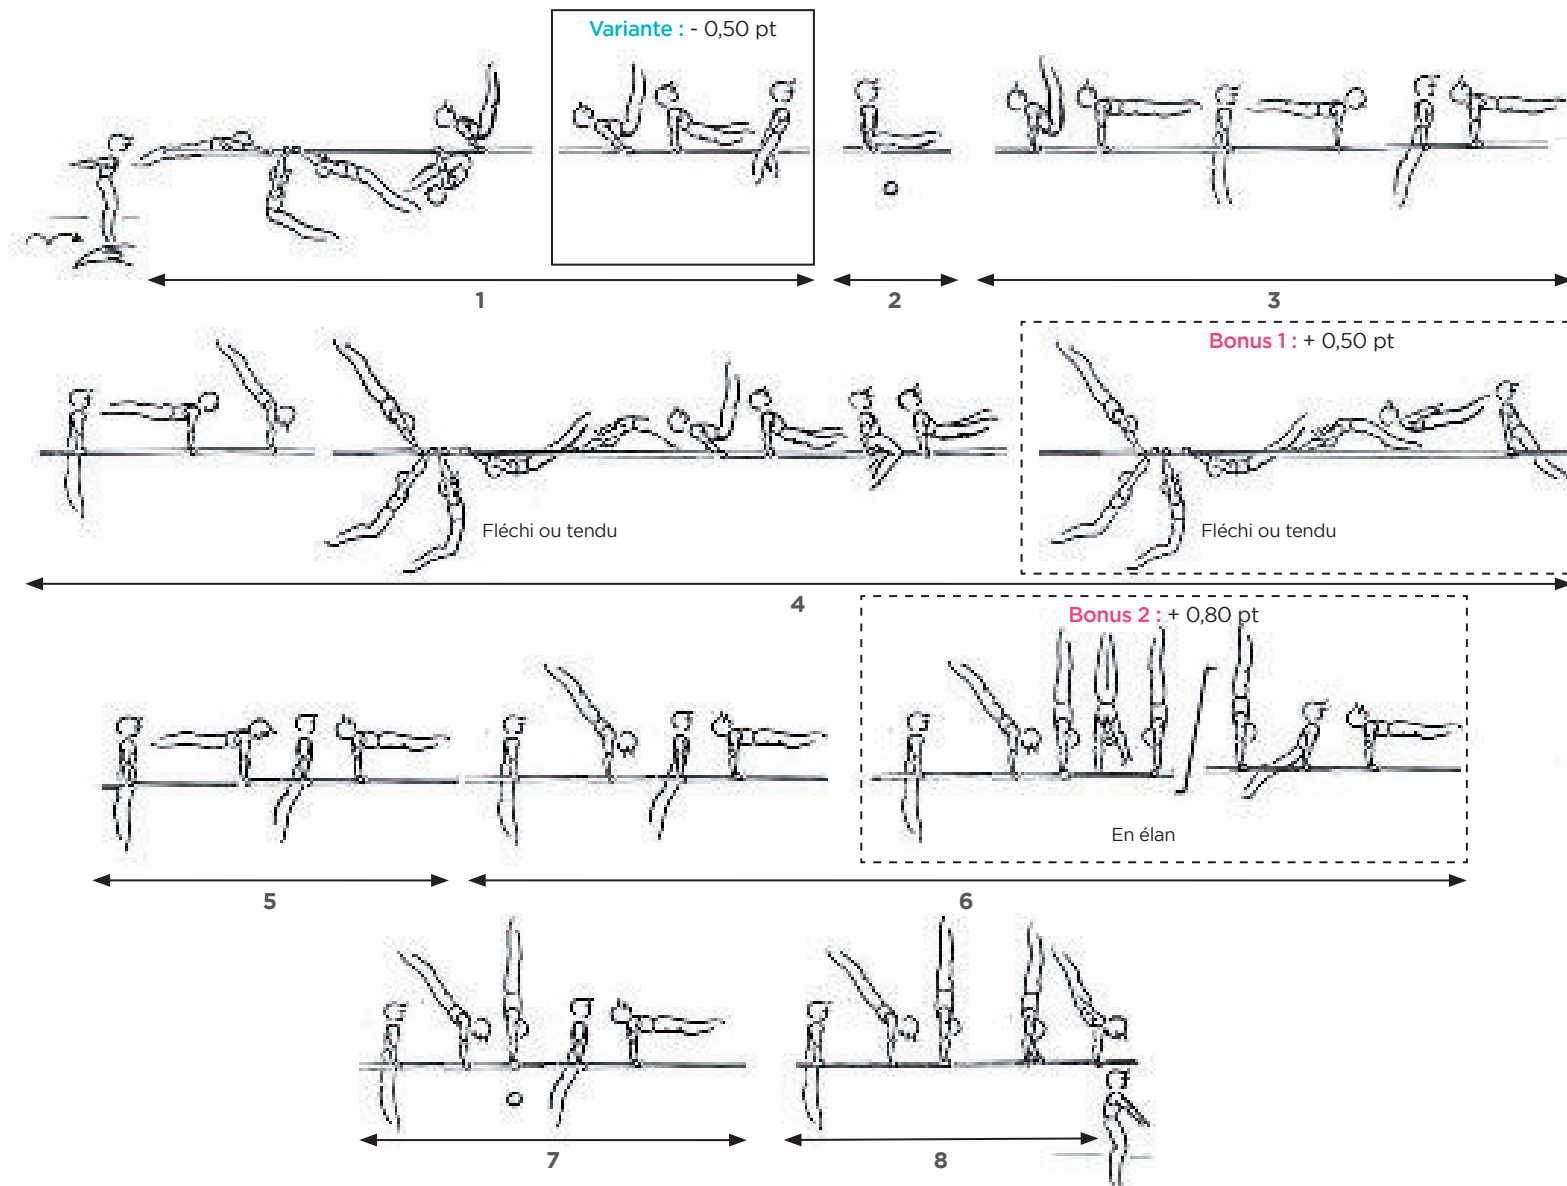 Variante : - 0,50 pt
1
2
3
Bonus 1 : + 0,50 pt
Fléchi ou tendu
Fléchi ou tendu
4
Bonus 2 : + 0,80 pt
En élan
5
6
7
8